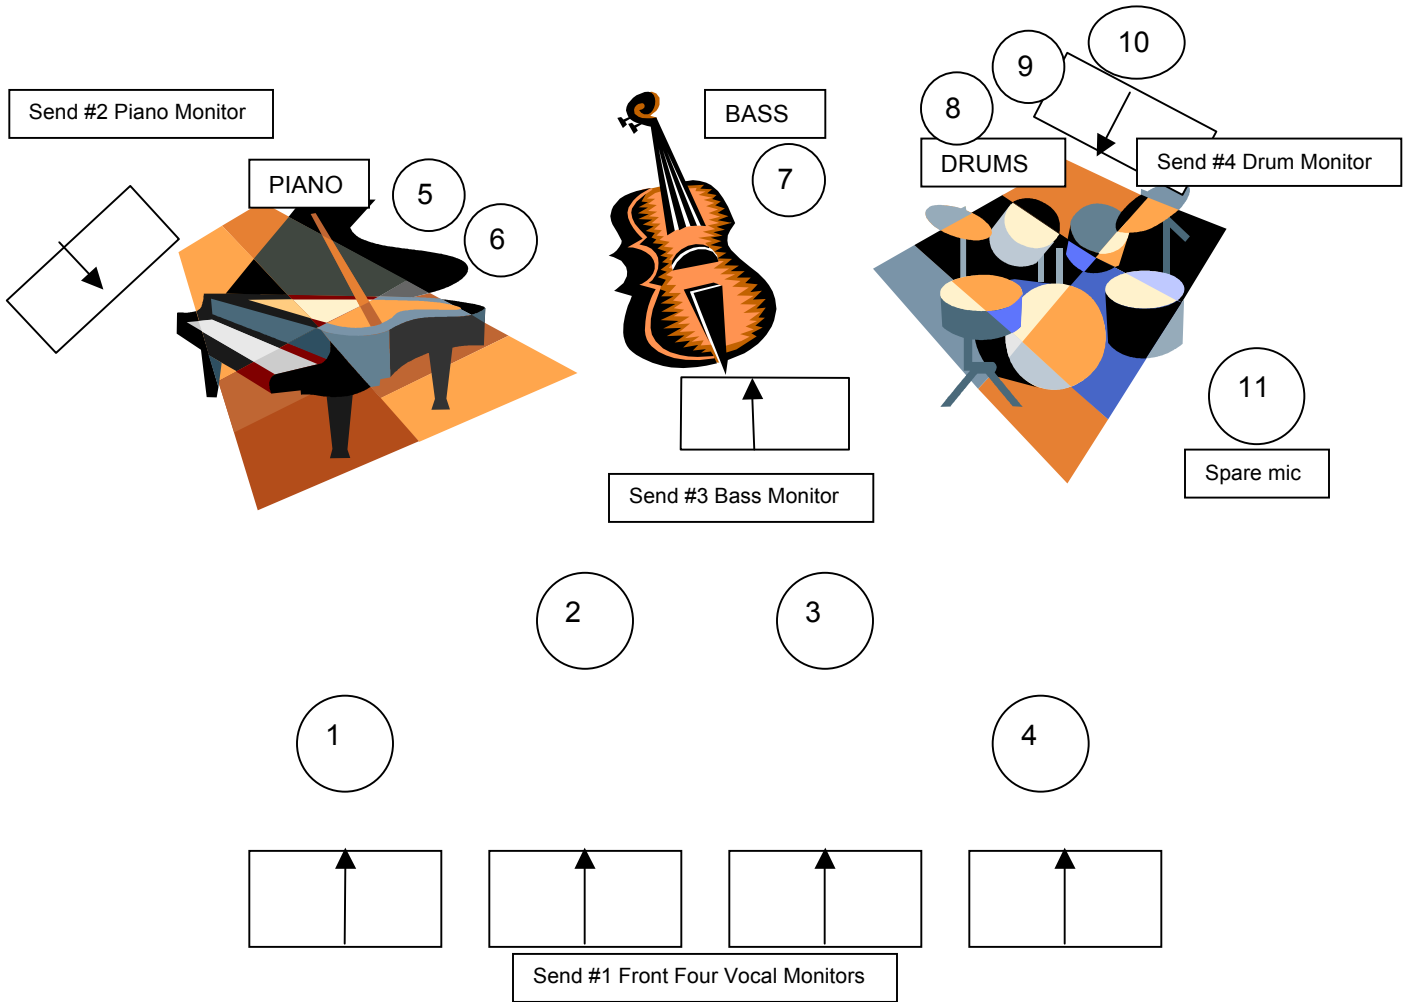 10
9
8
Send #2 Piano Monitor
BASS
DRUMS
Send #4 Drum Monitor
PIANO
5
7
6
11
Spare mic
Send #3 Bass Monitor
2
3
1
4
Send #1 Front Four Vocal Monitors